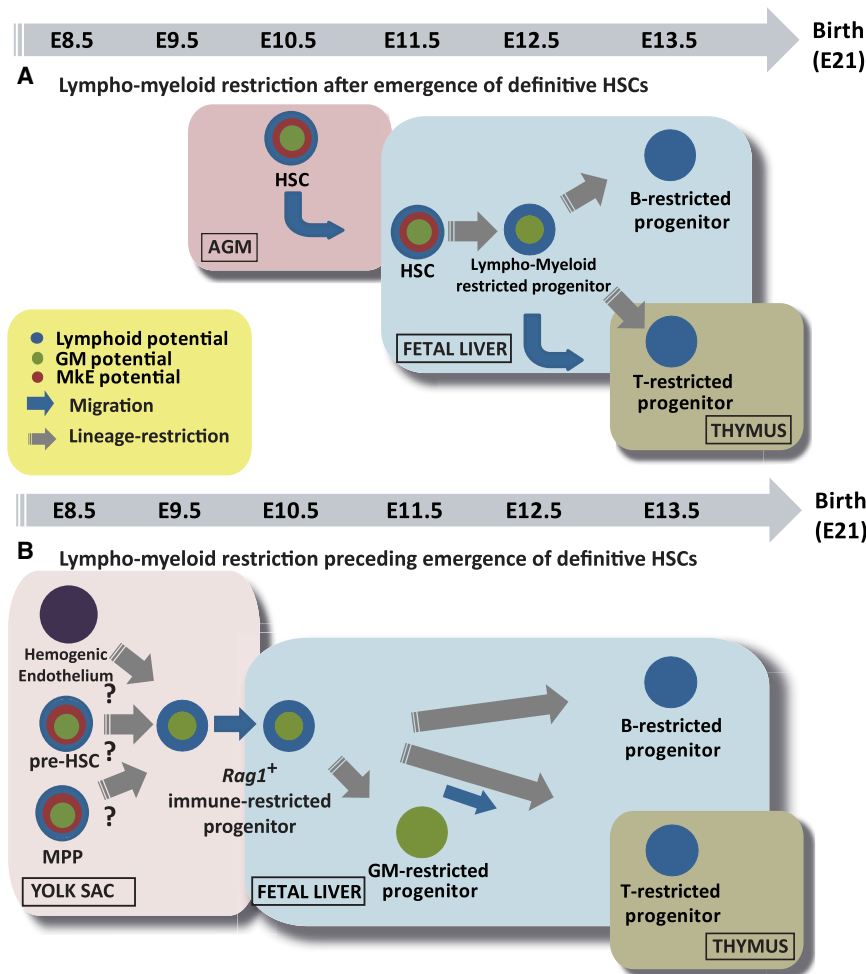 E8.5 E9.5 E10.5 E11.5 E12.5 E13.5 Birth
(E21)
A Lympho-myeloid restriction after emergence of definitive HSCs
HSC
AGM
HSC
Lympho-Myeloid
restricted progenitor
B-restricted
progenitor
FETAL LIVER
T-restricted
progenitor
THYMUS
Lymphoid potential
GM potential
MkE potential
Migration
Lineage-restriction
E8.5 E9.5 E10.5 E11.5 E12.5 E13.5 Birth
(E21)
B Lympho-myeloid restriction preceding emergence of definitive HSCs
Hemogenic
Endothelium
?
pre-HSC
?
MPP
?
YOLK SAC
Rag1+
immune-restricted
progenitor
FETAL LIVER
GM-restricted
progenitor
B-restricted
progenitor
T-restricted
progenitor
THYMUS